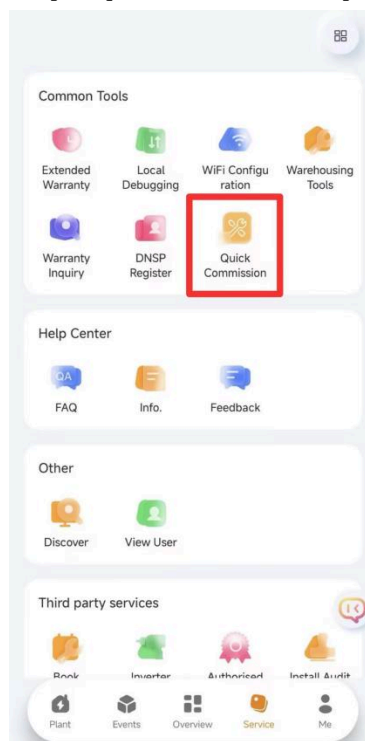 Common Tools
Extended Local WiFi Configu Warehousing
Warranty Debugging ration Tools
Warranty DNSP Quick
Inquiry Register Commission
Help Center
QA
FAQ Info. Feedback
Other
Discover View User
Third party services
Book Inverter Authorised Install Audit
Plant Events Overview Service Me